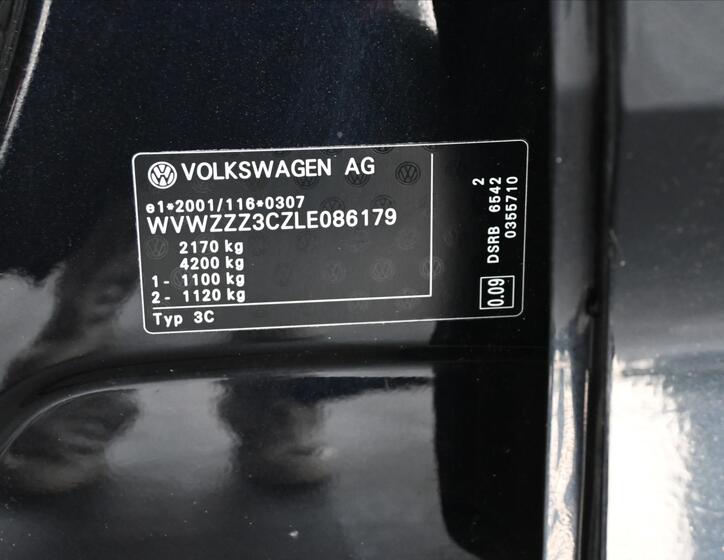 VOLKSWAGEN AG
e1*2001/116*0307
WVWZZZ3CZLE086179
2170 kg
4200 kg
1- 1100 kg
2- 1120 kg
Typ 3C
2
DSRB 6542
0355710
0.09